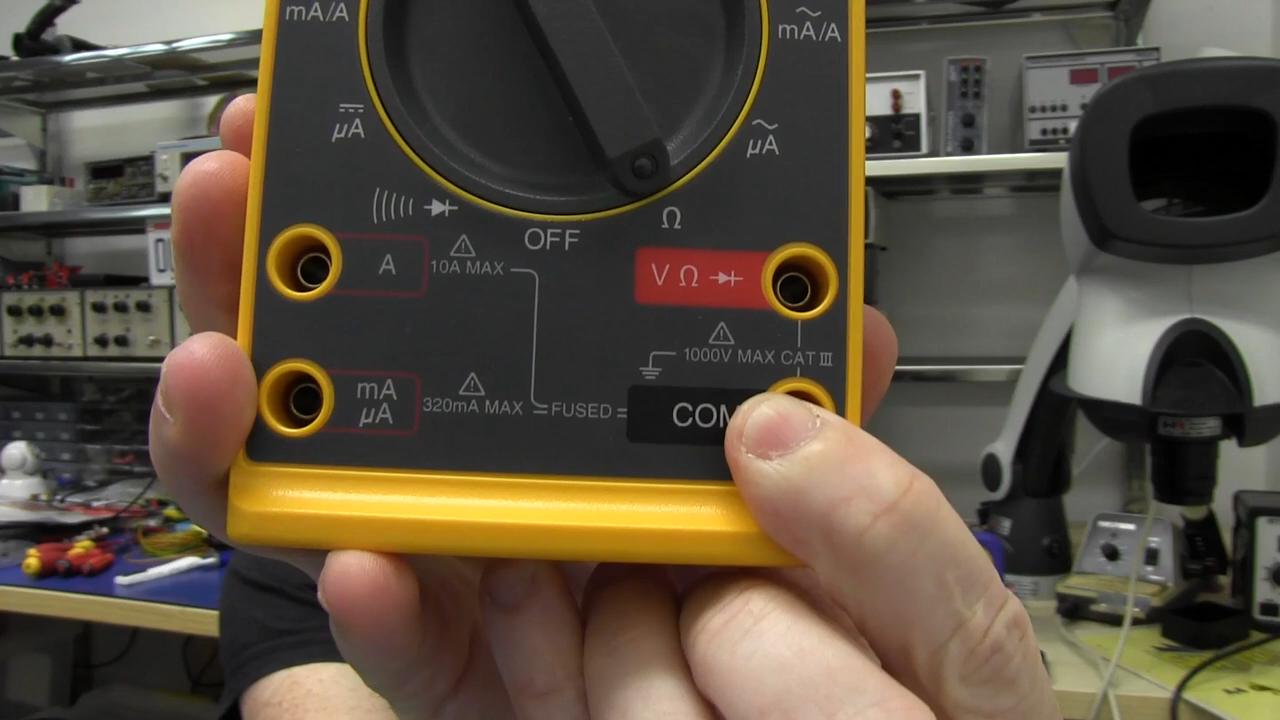 mA/A
mA/A
µA
µA
Ω
OFF
A
10A MAX
V Ω
1000V MAX CAT III
mA
µA
320mA MAX
FUSED
COM